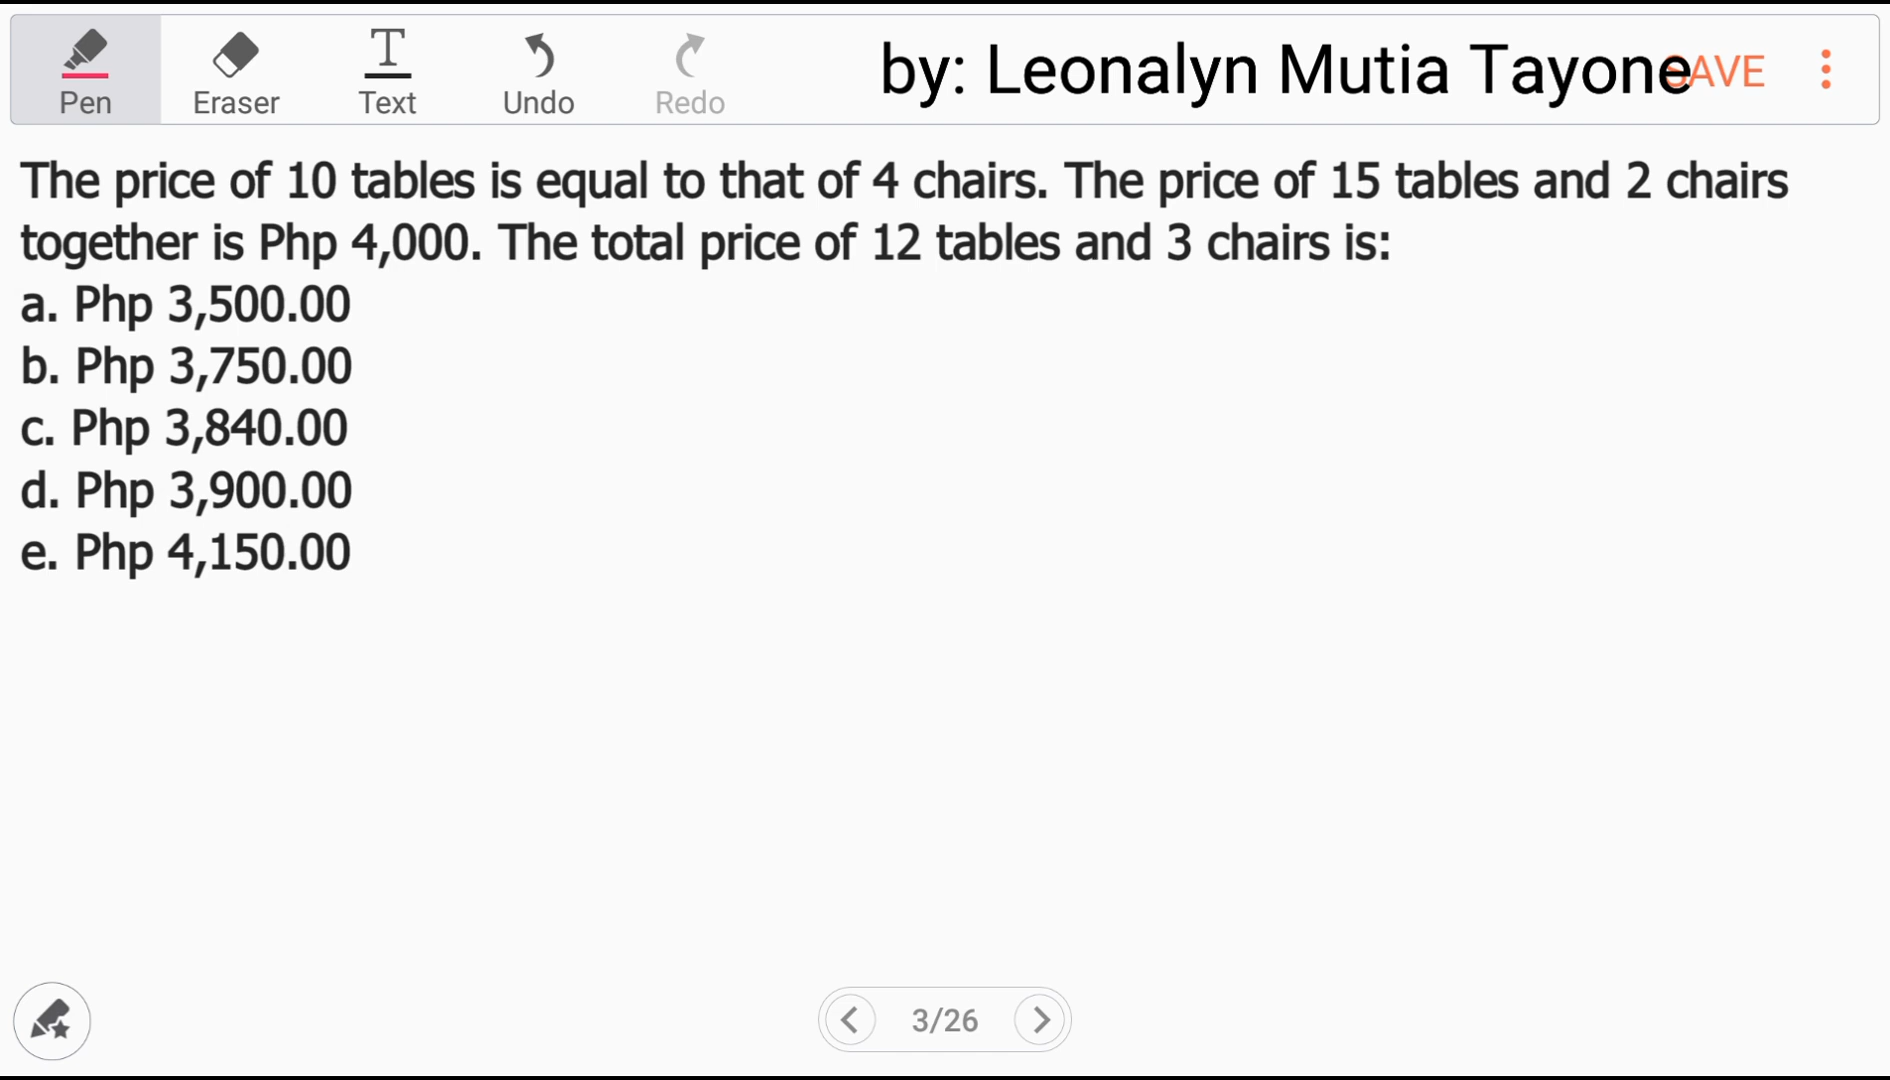 by: Leonalyn Mutia Tayone
SAVE
Pen
Eraser
Text
Undo
Redo
The price of 10 tables is equal to that of 4 chairs. The price of 15 tables and 2 chairs
together is Php 4,000. The total price of 12 tables and 3 chairs is:
a. Php 3,500.00
b. Php 3,750.00
c. Php 3,840.00
d. Php 3,900.00
e. Php 4,150.00
3/26